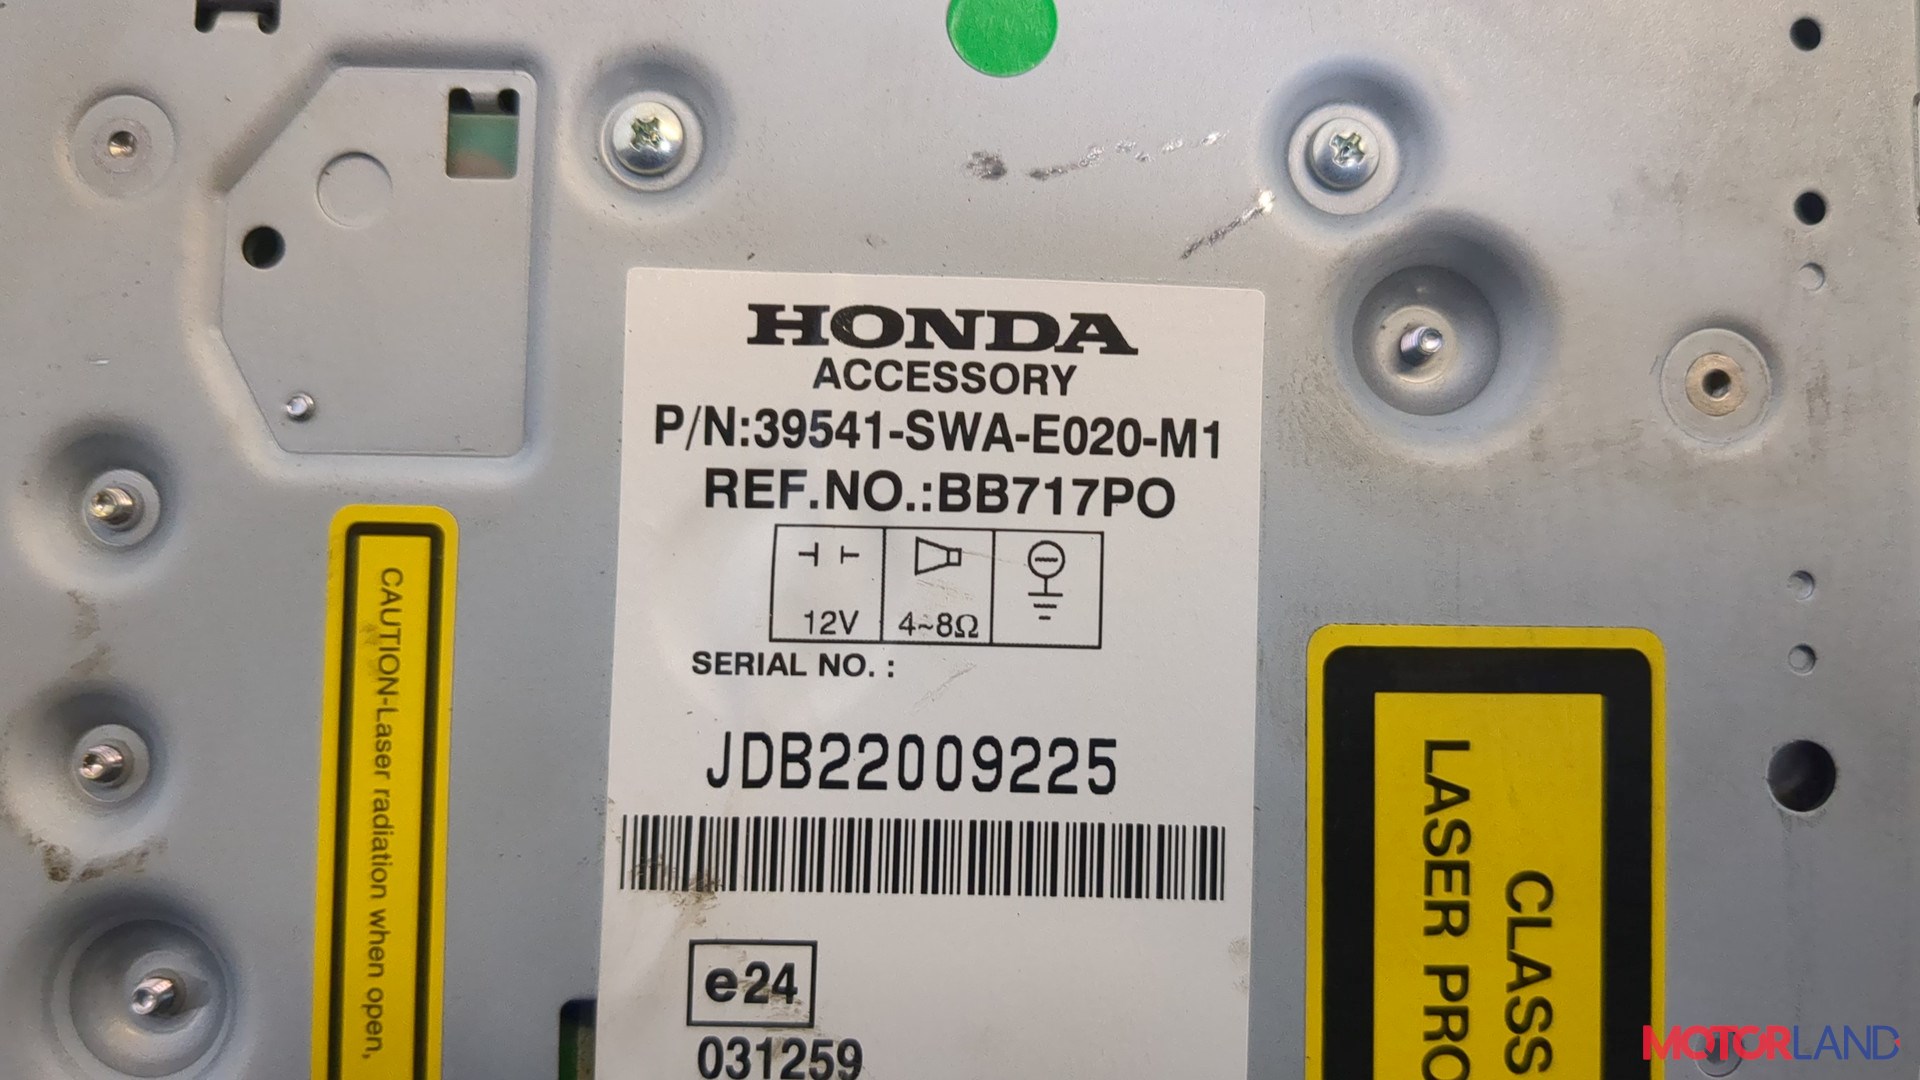 HONDA
ACCESSORY
P/N:39541-SWA-E020-M1
REF.NO.:BB717PO
12V
4~8Ω
SERIAL NO. :
JDB22009225
e24
031259
CAUTION-Laser radiation when open,
CLASS
LASER PRO
MOTORLAND